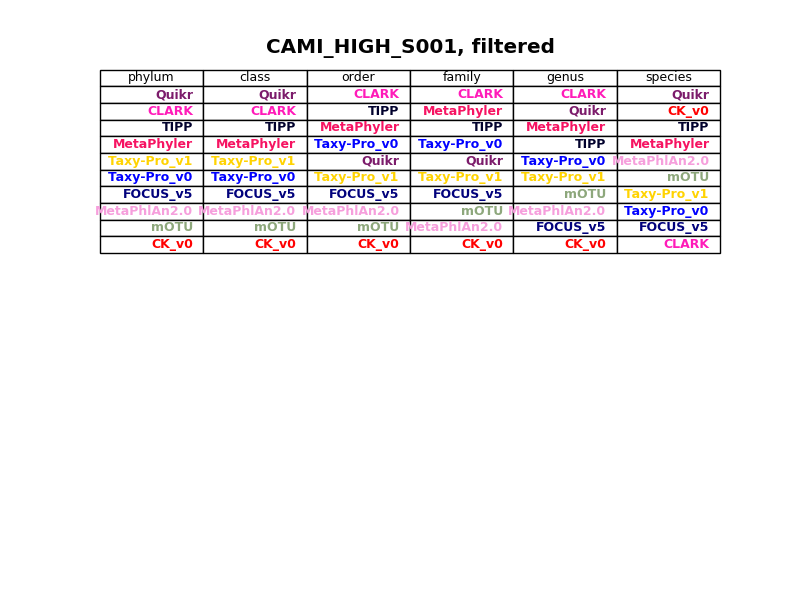 CAMI_HIGH_S001, filtered
phylum class order family genus species
Quikr Quikr CLARK CLARK CLARK Quikr
CLARK CLARK TIPP MetaPhyler Quikr CK_v0
TIPP TIPP MetaPhyler TIPP MetaPhyler TIPP
MetaPhyler MetaPhyler Taxy-Pro_v0 Taxy-Pro_v0 TIPP MetaPhyler
Taxy-Pro_v1 Taxy-Pro_v1 Quikr Quikr Taxy-Pro_v0 MetaPhlAn2.0
Taxy-Pro_v0 Taxy-Pro_v0 Taxy-Pro_v1 Taxy-Pro_v1 Taxy-Pro_v1 mOTU
FOCUS_v5 FOCUS_v5 FOCUS_v5 FOCUS_v5 mOTU Taxy-Pro_v1
MetaPhlAn2.0 MetaPhlAn2.0 MetaPhlAn2.0 mOTU MetaPhlAn2.0 Taxy-Pro_v0
mOTU mOTU mOTU MetaPhlAn2.0 FOCUS_v5 FOCUS_v5
CK_v0 CK_v0 CK_v0 CK_v0 CK_v0 CLARK